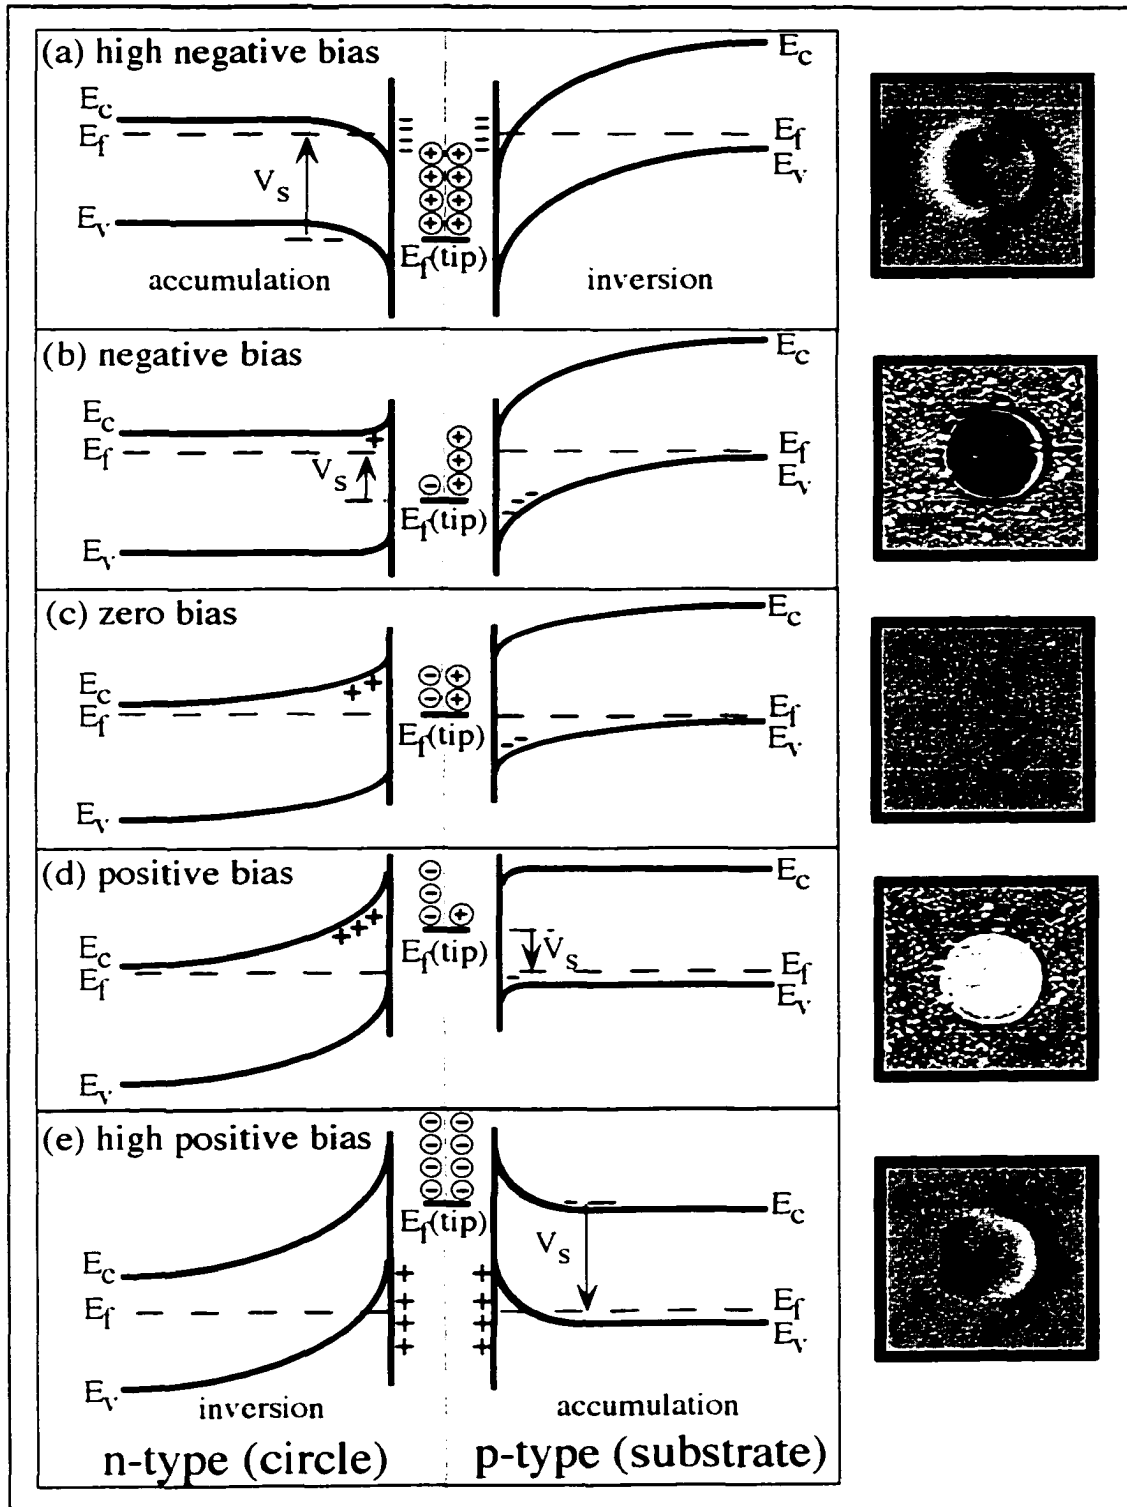 (a) high negative bias
E_c
E_c
E_f
E_f
V_s
E_v
E_v
E_f(tip)
accumulation
inversion
(b) negative bias
E_c
E_c
E_f
E_f
V_s
E_v
E_f(tip)
E_v
(c) zero bias
E_c
E_c
E_f
E_f
E_f(tip)
E_v
E_v
(d) positive bias
E_c
E_f(tip)
V_s
E_c
E_f
E_f
E_v
E_v
(e) high positive bias
E_f(tip)
E_c
V_s
E_c
E_f
E_f
E_v
E_v
inversion
accumulation
n-type (circle)
p-type (substrate)